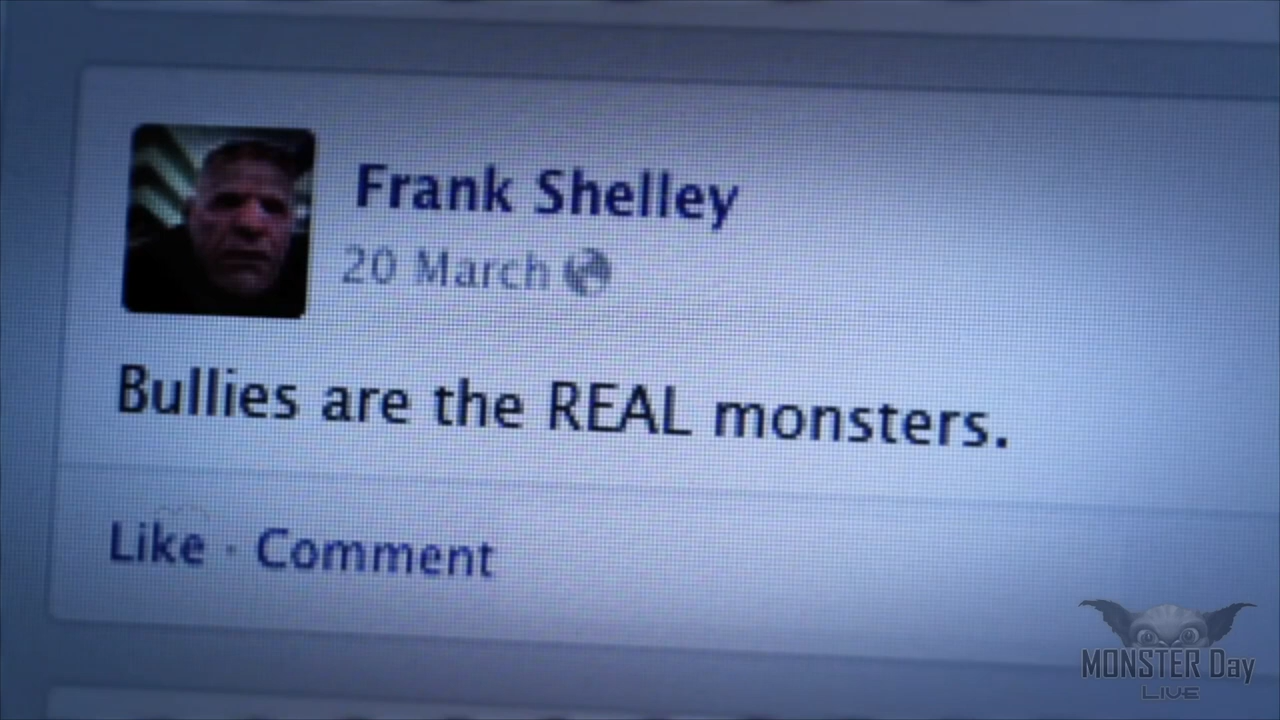 Frank Shelley
20 March
Bullies are the REAL monsters.
Like · Comment
MONSTER Day
LIVE